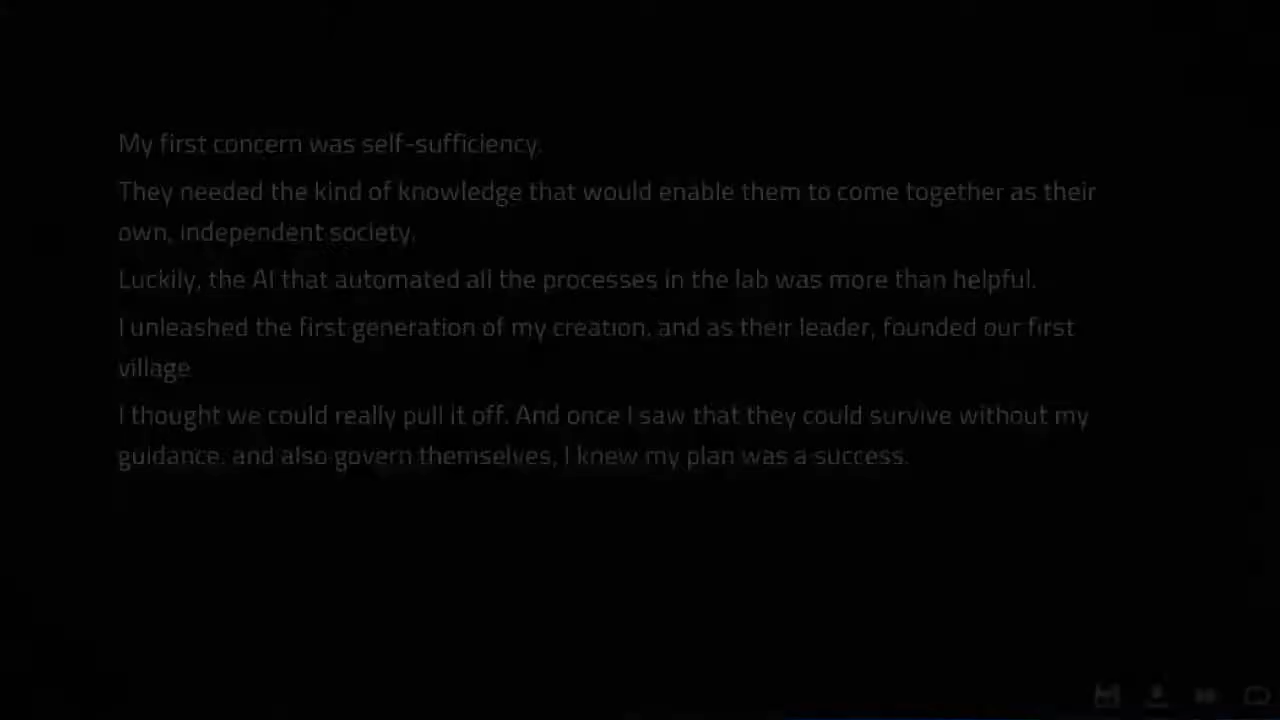 My first concern was self-sufficiency.
They needed the kind of knowledge that would enable them to come together as their
own, independent society.
Luckily, the AI that automated all the processes in the lab was more than helpful.
I unleashed the first generation of my creation, and as their leader, founded our first
village.
I thought we could really pull it off. And once I saw that they could survive without my
guidance, and also govern themselves, I knew my plan was a success.